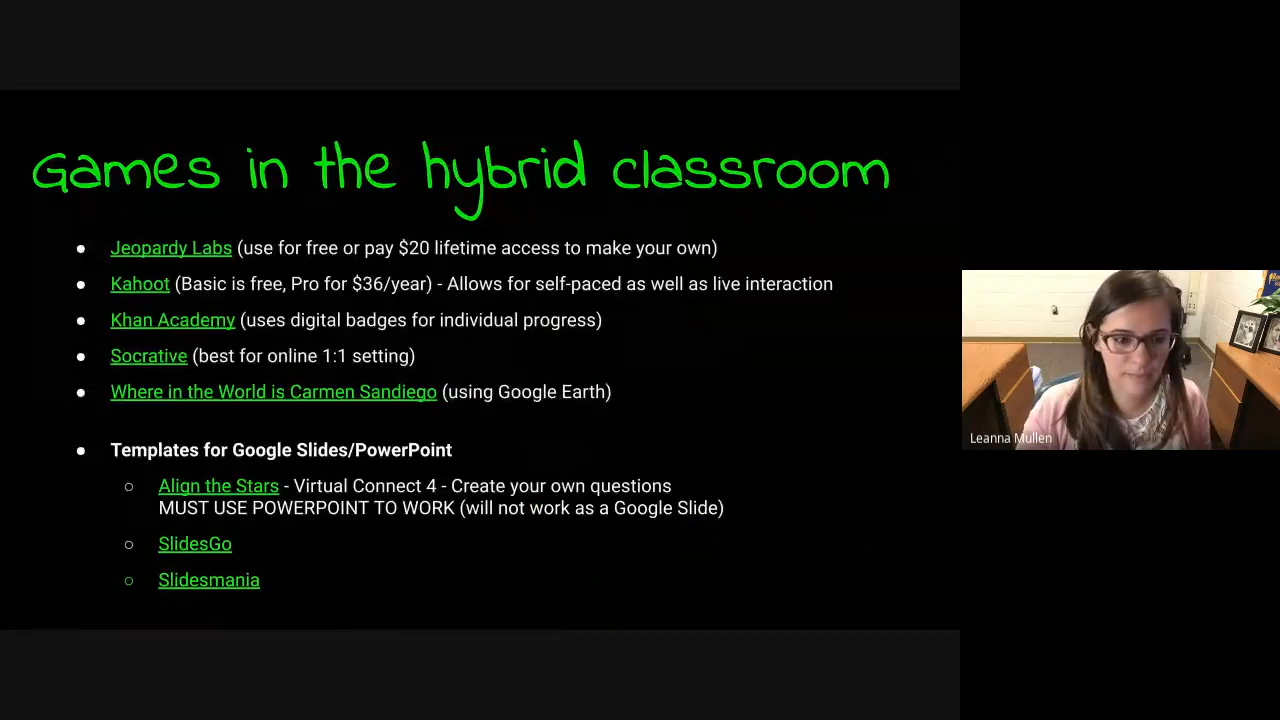 Games in the hybrid classroom
● Jeopardy Labs (use for free or pay $20 lifetime access to make your own)
● Kahoot (Basic is free, Pro for $36/year) - Allows for self-paced as well as live interaction
● Khan Academy (uses digital badges for individual progress)
● Socrative (best for online 1:1 setting)
● Where in the World is Carmen Sandiego (using Google Earth)
● Templates for Google Slides/PowerPoint
○ Align the Stars - Virtual Connect 4 - Create your own questions
MUST USE POWERPOINT TO WORK (will not work as a Google Slide)
○ SlidesGo
○ Slidesmania
Leanna Mullen